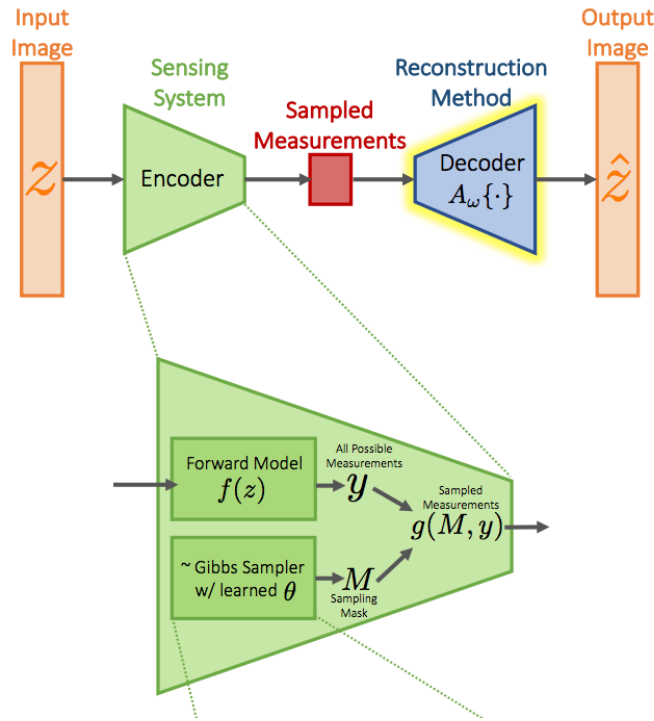 Input
Image
Sensing
System
Sampled
Measurements
Reconstruction
Method
Output
Image
z
Encoder
Decoder
A_ω{·}
ẑ
Forward Model
f(z)
All Possible
Measurements
y
Sampled
Measurements
g(M, y)
~ Gibbs Sampler
w/ learned θ
M
Sampling
Mask